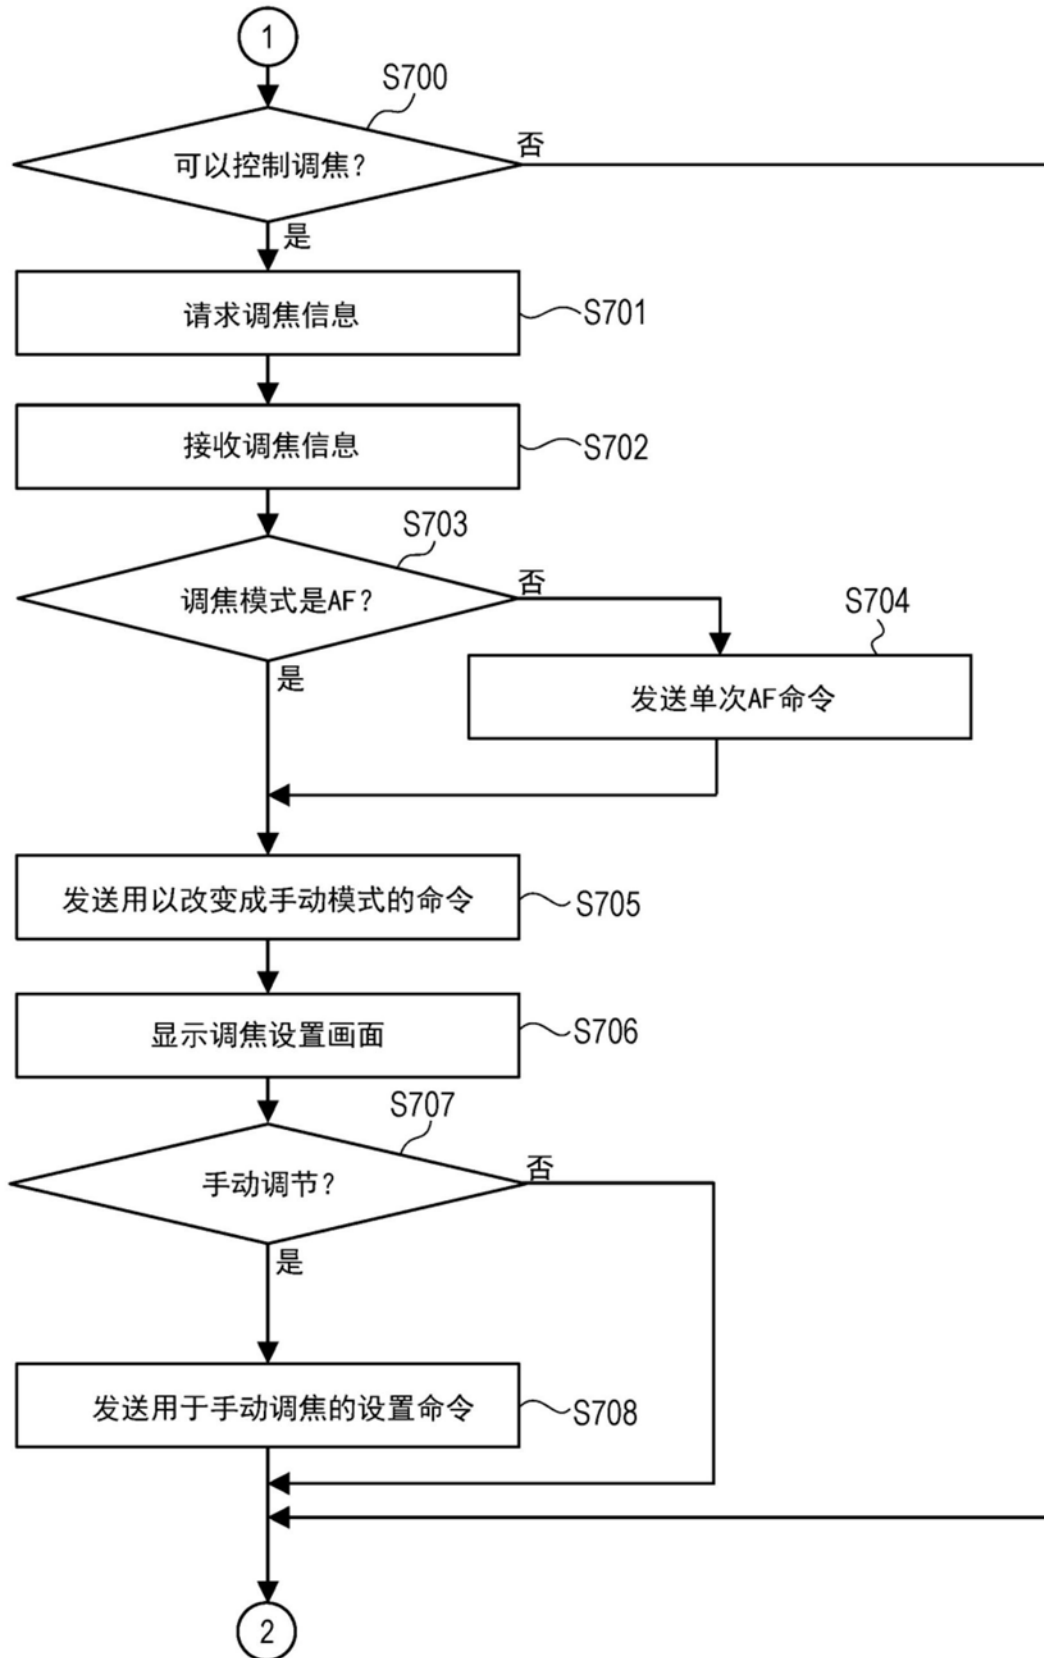 1
S700
可以控制调焦?
否
是
请求调焦信息
S701
接收调焦信息
S702
S703
调焦模式是AF?
否
是
S704
发送单次AF命令
发送用以改变成手动模式的命令
S705
显示调焦设置画面
S706
S707
手动调节?
否
是
发送用于手动调焦的设置命令
S708
2